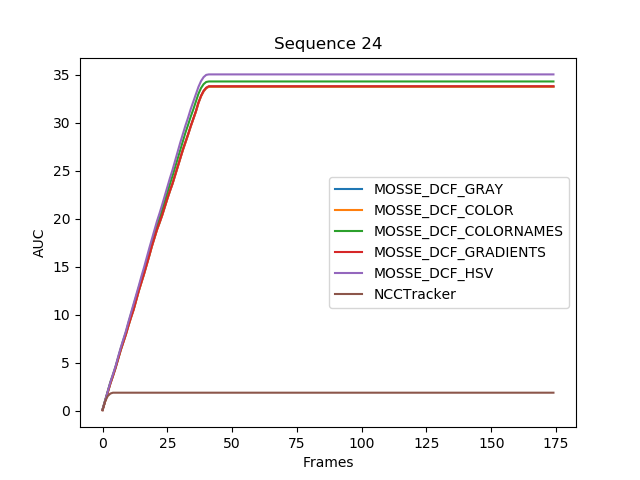 Sequence 24
AUC
35
30
25
20
15
10
5
0
MOSSE_DCF_GRAY
MOSSE_DCF_COLOR
MOSSE_DCF_COLORNAMES
MOSSE_DCF_GRADIENTS
MOSSE_DCF_HSV
NCCTracker
0 25 50 75 100 125 150 175
Frames